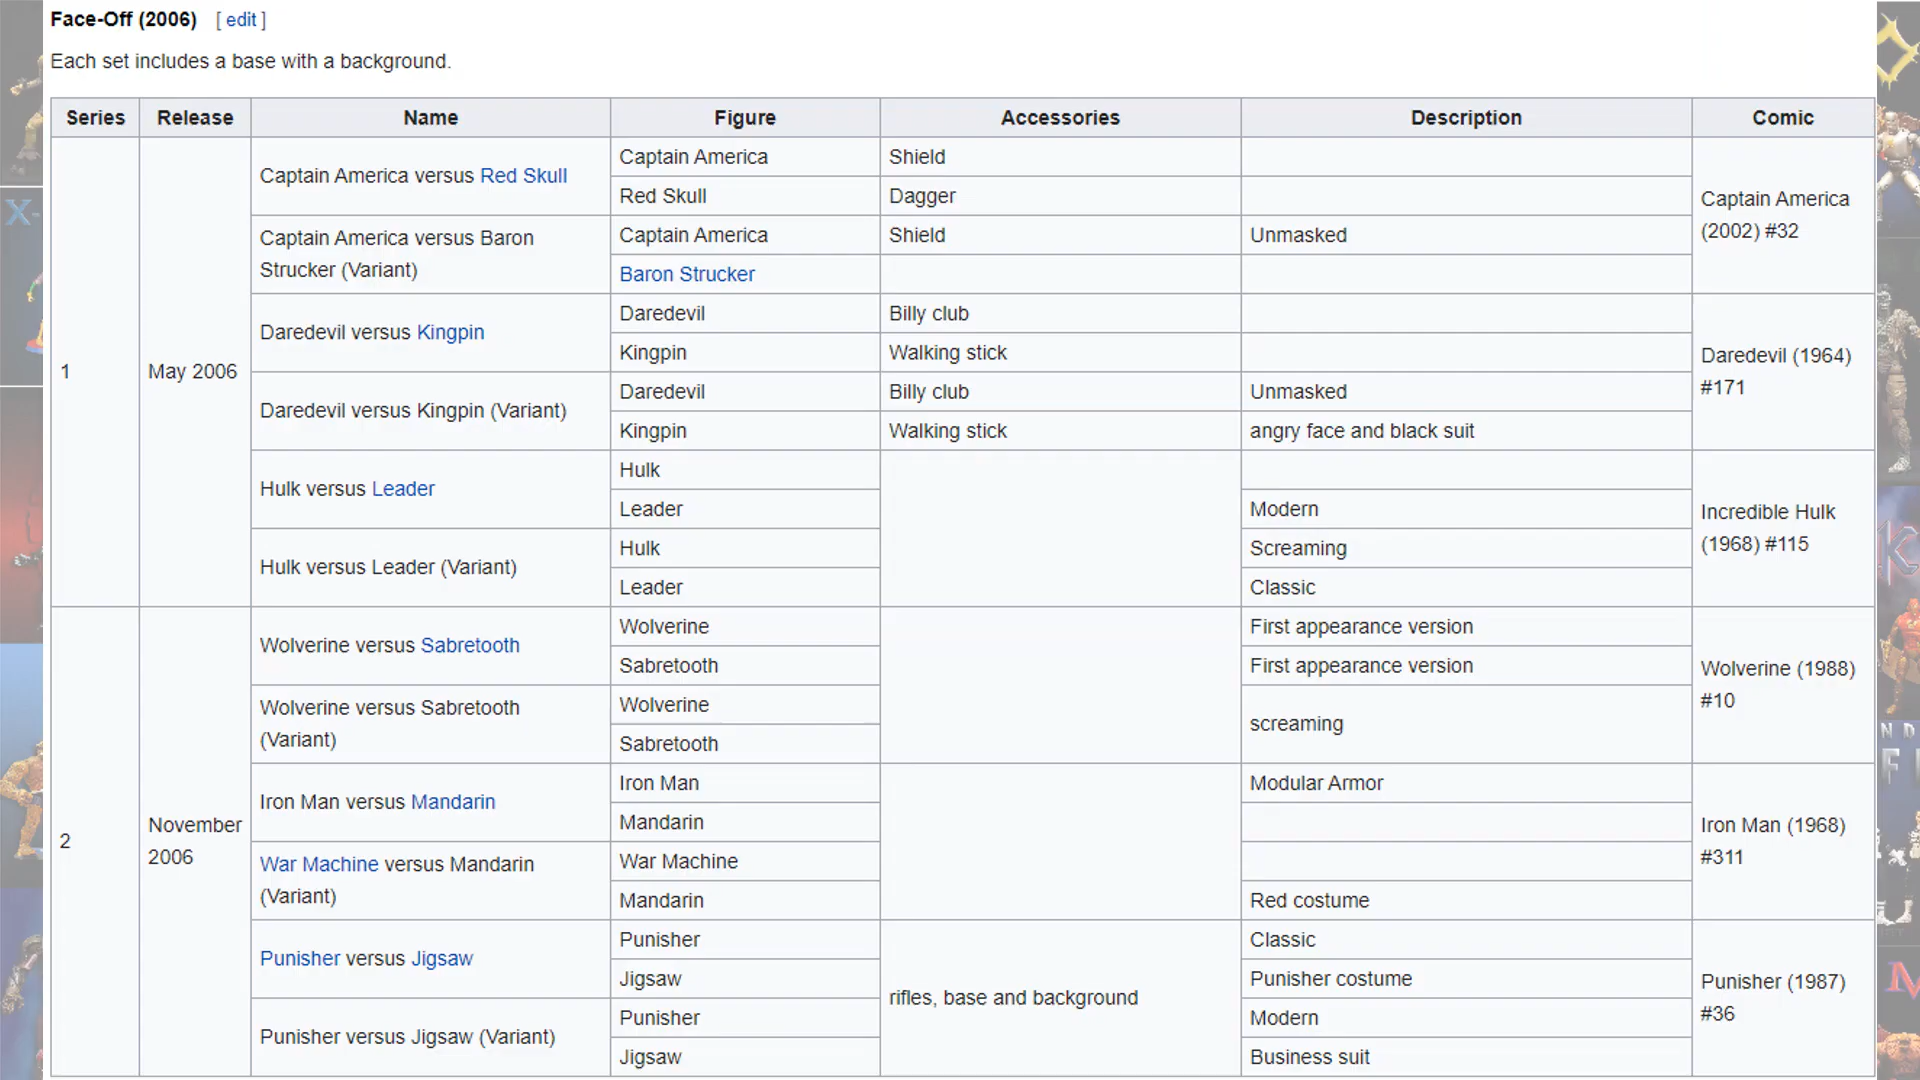 Face-Off (2006) [ edit ]
Each set includes a base with a background.
Series Release Name Figure Accessories Description Comic
1
May 2006
Captain America versus Red Skull
Captain America Shield
Red Skull Dagger
Captain America (2002) #32
Captain America versus Baron Strucker (Variant)
Captain America Shield Unmasked
Baron Strucker
Daredevil versus Kingpin
Daredevil Billy club
Kingpin Walking stick
Daredevil (1964) #171
Daredevil versus Kingpin (Variant)
Daredevil Billy club Unmasked
Kingpin Walking stick angry face and black suit
Hulk versus Leader
Hulk
Leader Modern
Incredible Hulk (1968) #115
Hulk versus Leader (Variant)
Hulk Screaming
Leader Classic
2
November 2006
Wolverine versus Sabretooth
Wolverine First appearance version
Sabretooth First appearance version
Wolverine (1988) #10
Wolverine versus Sabretooth (Variant)
Wolverine screaming
Sabretooth
Iron Man versus Mandarin
Iron Man Modular Armor
Mandarin
Iron Man (1968) #311
War Machine versus Mandarin (Variant)
War Machine
Mandarin Red costume
Punisher versus Jigsaw
Punisher rifles, base and background Classic
Jigsaw Punisher costume
Punisher (1987) #36
Punisher versus Jigsaw (Variant)
Punisher Modern
Jigsaw Business suit
X-